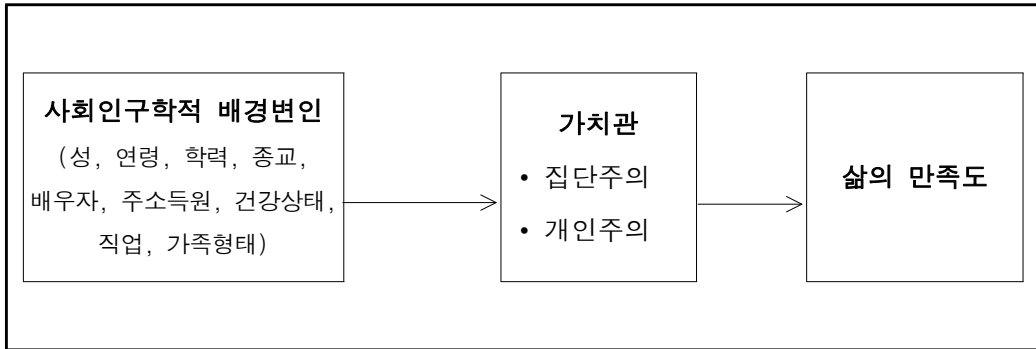 사회인구학적 배경변인
(성, 연령, 학력, 종교,
배우자, 주소득원, 건강상태,
직업, 가족형태)
가치관
• 집단주의
• 개인주의
삶의 만족도